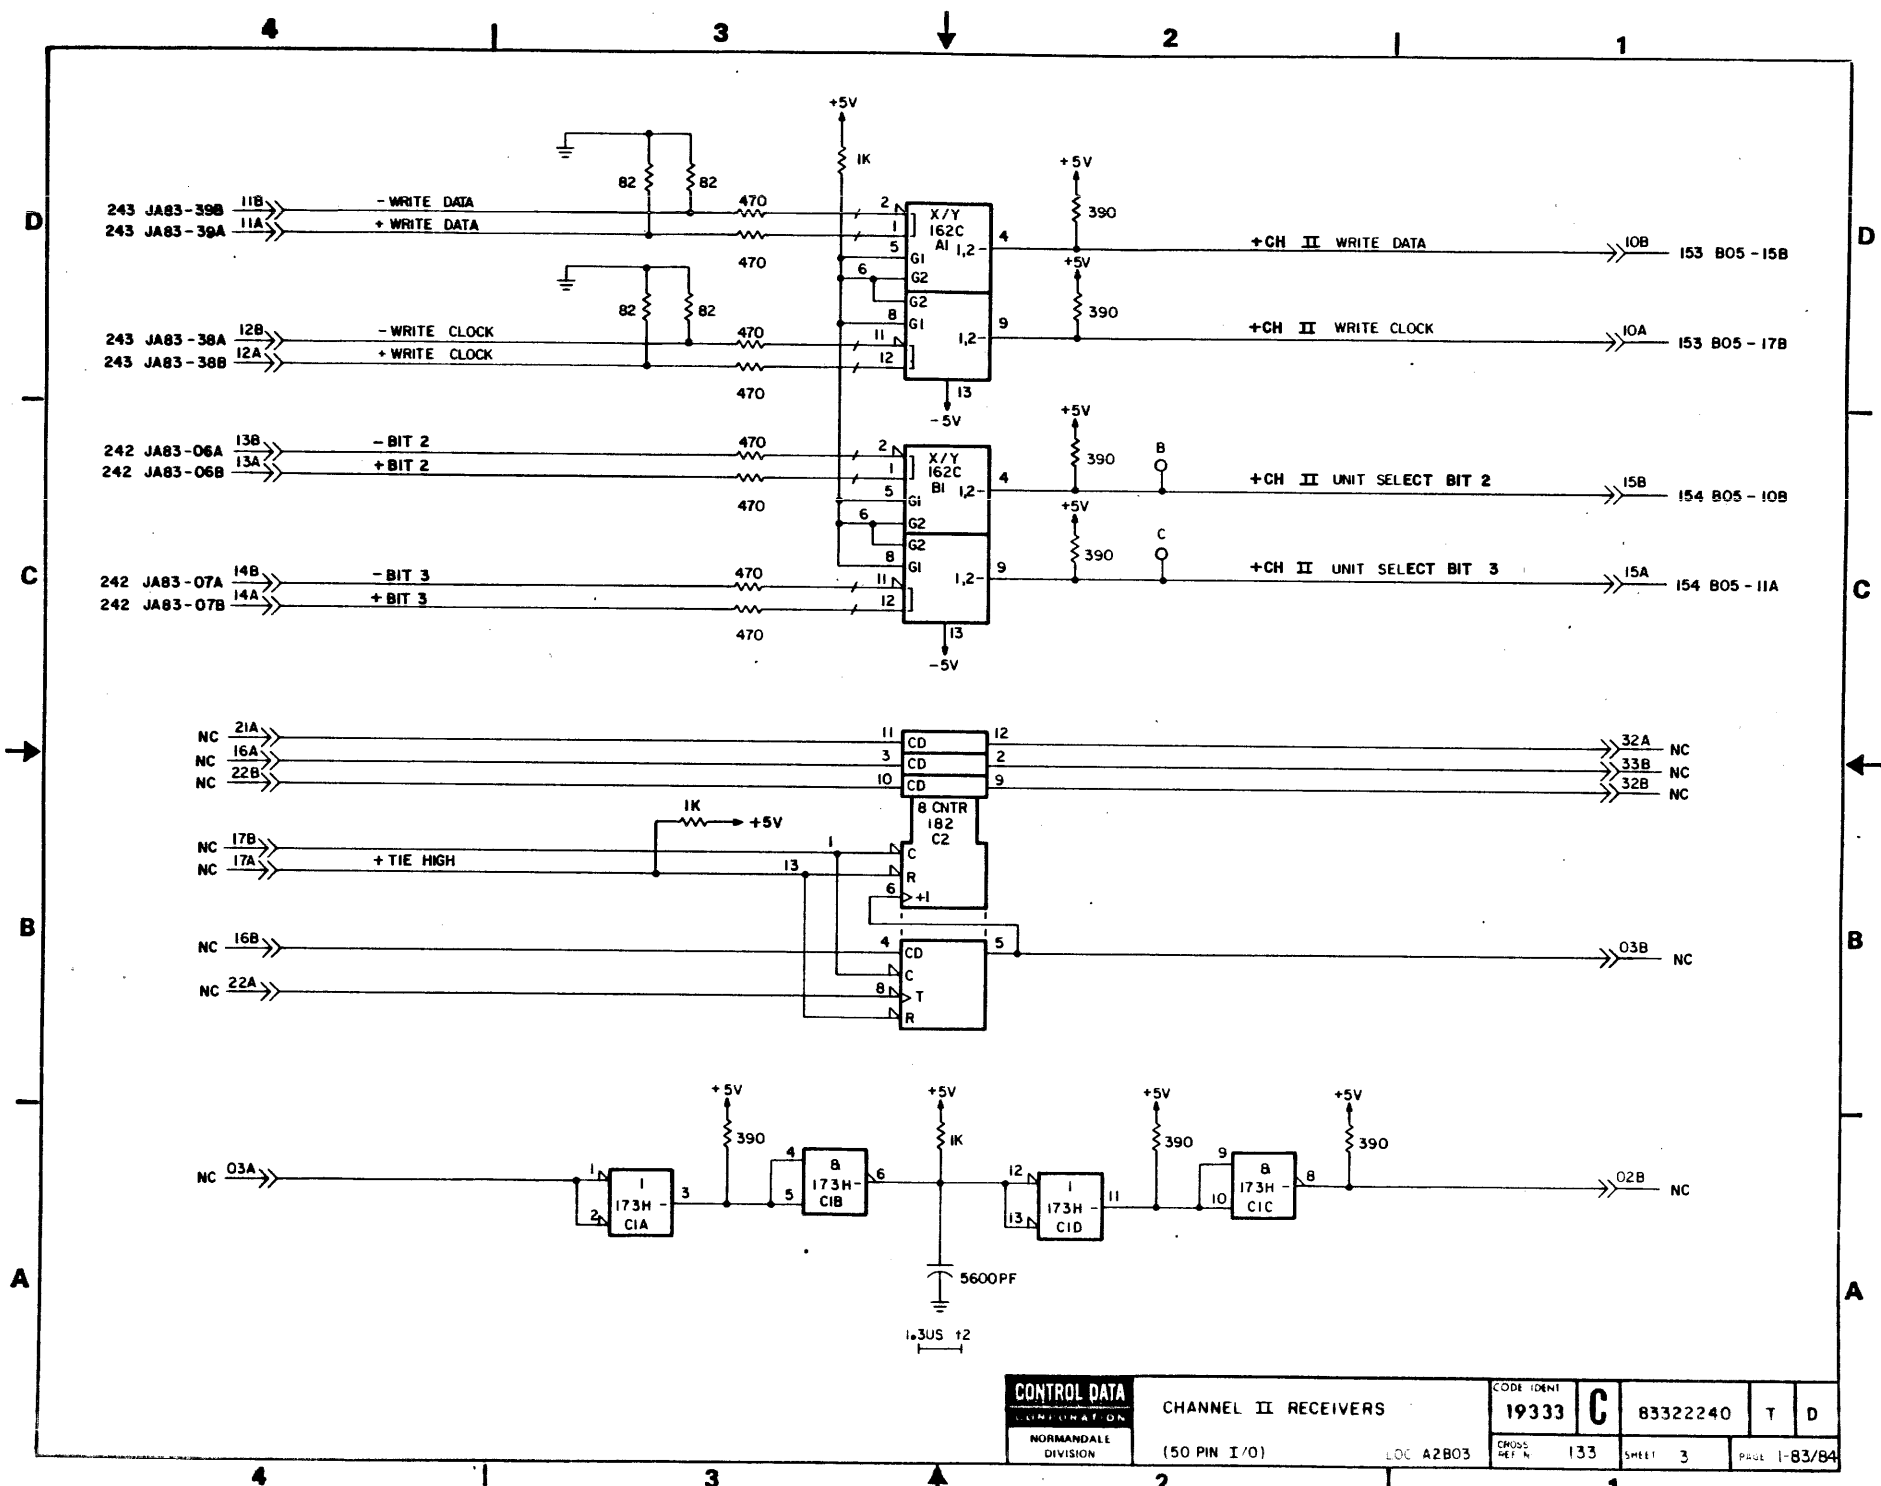 4 3 2 1
+5V
1K
+5V
82 82
390
243 JA83-39B 11B - WRITE DATA 470 2 X/Y
243 JA83-39A 11A + WRITE DATA 1 162C
470 5 A1 1,2 4 +CH II WRITE DATA 10B 153 B05-15B
D D
G1
6 G2
+5V
82 82
G2
390
8 G1
243 JA83-38A 12B - WRITE CLOCK 470 11 1,2 9 +CH II WRITE CLOCK 10A 153 B05-17B
243 JA83-38B 12A + WRITE CLOCK 12
470
13
-5V
+5V
242 JA83-06A 13B - BIT 2 470 2 X/Y
390 B
242 JA83-06B 13A + BIT 2 1 162C
470 5 B1 1,2 4 +CH II UNIT SELECT BIT 2 15B 154 B05-10B
G1
+5V
6 G2
G2
390 C
8 G1
C C
242 JA83-07A 14B - BIT 3 470 11 1,2 9 +CH II UNIT SELECT BIT 3 15A 154 B05-11A
242 JA83-07B 14A + BIT 3 12
470
13
-5V
NC 21A 11 CD 12 32A NC
NC 16A 3 CD 2 33B NC
NC 22B 10 CD 9 32B NC
1K +5V
8 CNTR
182
C2
NC 17B 1 C
NC 17A + TIE HIGH 13 R
6 +1
B B
NC 16B 4 CD 5 03B NC
C
NC 22A 8 T
R
+5V +5V +5V +5V
390 1K 390 390
NC 03A 1 1 3 4 & 6 12 1 11 9 & 8 02B NC
173H 5 173H 173H 10 173H
2 C1A C1B 13 C1D C1C
A A
5600PF
1.3US t2
CONTROL DATA
CORPORATION
NORMANDALE
DIVISION
CHANNEL II RECEIVERS
(50 PIN I/O) LOC A2B03
CODE IDENT
19333 C 83322240 T D
CROSS
REF N 133 SHEET 3 PAGE 1-83/84
4 3 2 1